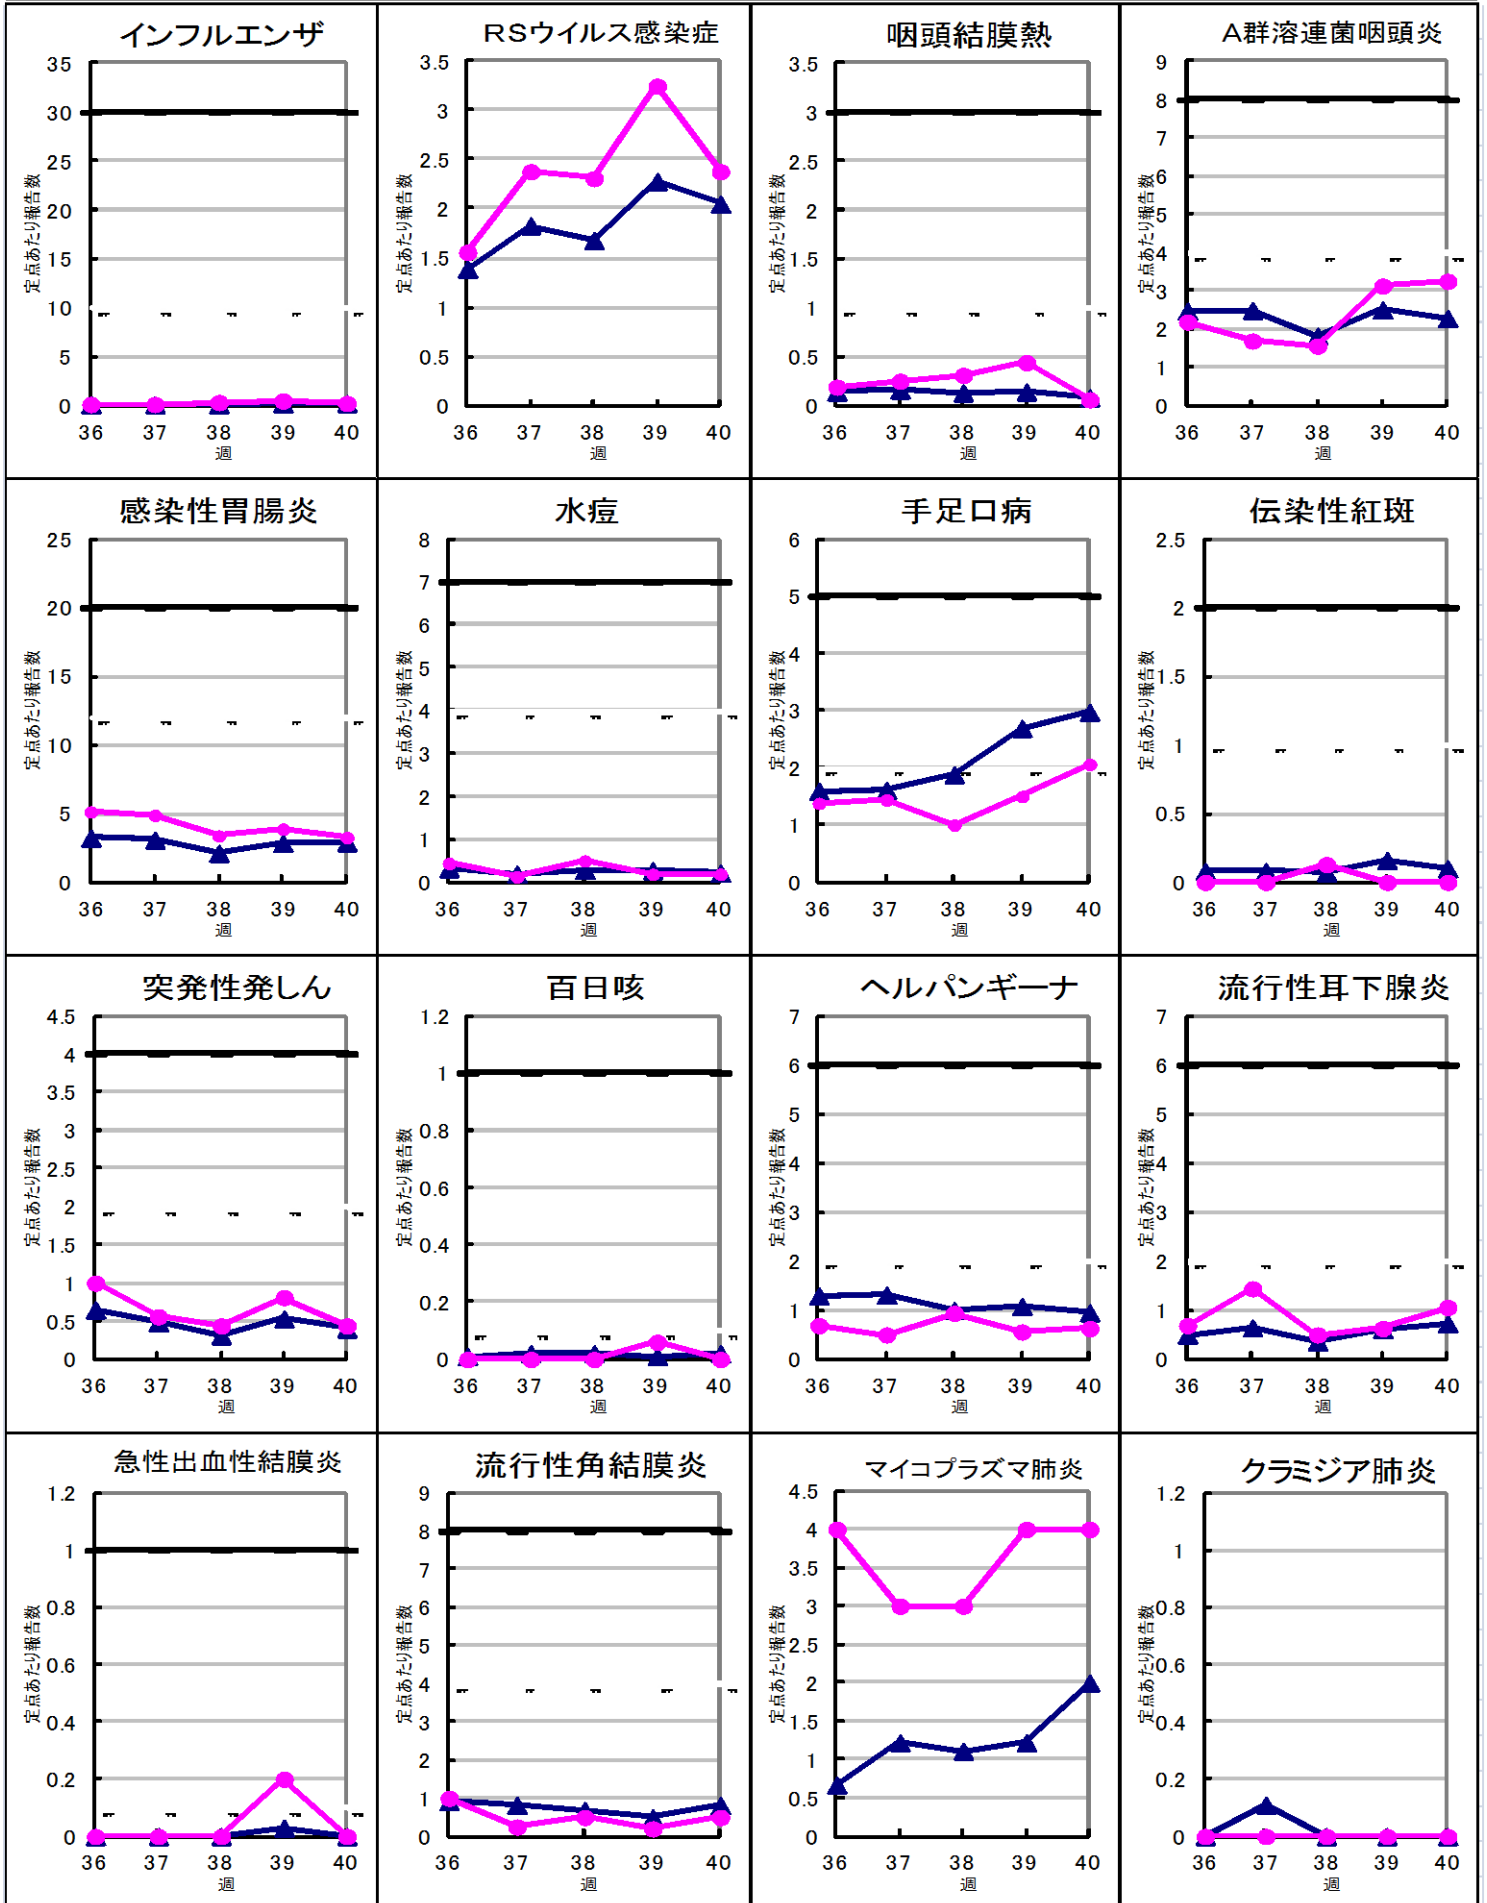 インフルエンザ
35
30
25
20
15
10
5
0
定点あたり報告数
36 37 38 39 40
週
RSウイルス感染症
3.5
3
2.5
2
1.5
1
0.5
0
定点あたり報告数
36 37 38 39 40
週
咽頭結膜熱
3.5
3
2.5
2
1.5
1
0.5
0
定点あたり報告数
36 37 38 39 40
週
A群溶連菌咽頭炎
9
8
7
6
5
4
3
2
1
0
定点あたり報告数
36 37 38 39 40
週
感染性胃腸炎
25
20
15
10
5
0
定点あたり報告数
36 37 38 39 40
週
水痘
8
7
6
5
4
3
2
1
0
定点あたり報告数
36 37 38 39 40
週
手足口病
6
5
4
3
2
1
0
定点あたり報告数
36 37 38 39 40
週
伝染性紅斑
2.5
2
1.5
1
0.5
0
定点あたり報告数
36 37 38 39 40
週
突発性発しん
4.5
4
3.5
3
2.5
2
1.5
1
0.5
0
定点あたり報告数
36 37 38 39 40
週
百日咳
1.2
1
0.8
0.6
0.4
0.2
0
定点あたり報告数
36 37 38 39 40
週
ヘルパンギーナ
7
6
5
4
3
2
1
0
定点あたり報告数
36 37 38 39 40
週
流行性耳下腺炎
7
6
5
4
3
2
1
0
定点あたり報告数
36 37 38 39 40
週
急性出血性結膜炎
1.2
1
0.8
0.6
0.4
0.2
0
定点あたり報告数
36 37 38 39 40
週
流行性角結膜炎
9
8
7
6
5
4
3
2
1
0
定点あたり報告数
36 37 38 39 40
週
マイコプラズマ肺炎
4.5
4
3.5
3
2.5
2
1.5
1
0.5
0
定点あたり報告数
36 37 38 39 40
週
クラミジア肺炎
1.2
1
0.8
0.6
0.4
0.2
0
定点あたり報告数
36 37 38 39 40
週